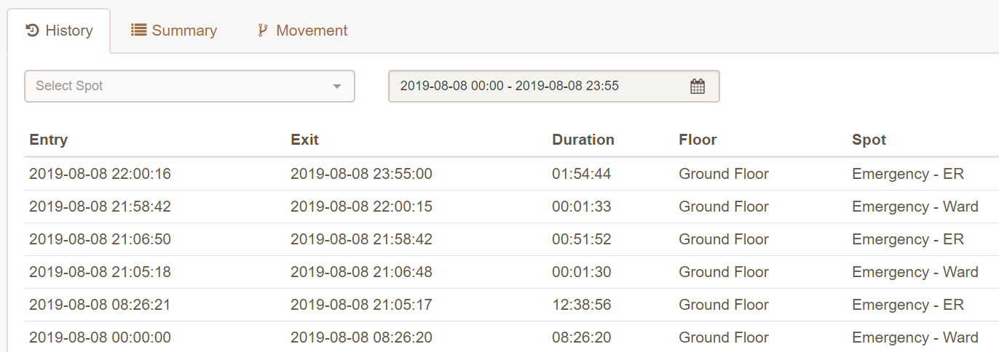 History Summary Movement
Select Spot 2019-08-08 00:00 - 2019-08-08 23:55
Entry Exit Duration Floor Spot
2019-08-08 22:00:16 2019-08-08 23:55:00 01:54:44 Ground Floor Emergency - ER
2019-08-08 21:58:42 2019-08-08 22:00:15 00:01:33 Ground Floor Emergency - Ward
2019-08-08 21:06:50 2019-08-08 21:58:42 00:51:52 Ground Floor Emergency - ER
2019-08-08 21:05:18 2019-08-08 21:06:48 00:01:30 Ground Floor Emergency - Ward
2019-08-08 08:26:21 2019-08-08 21:05:17 12:38:56 Ground Floor Emergency - ER
2019-08-08 00:00:00 2019-08-08 08:26:20 08:26:20 Ground Floor Emergency - Ward